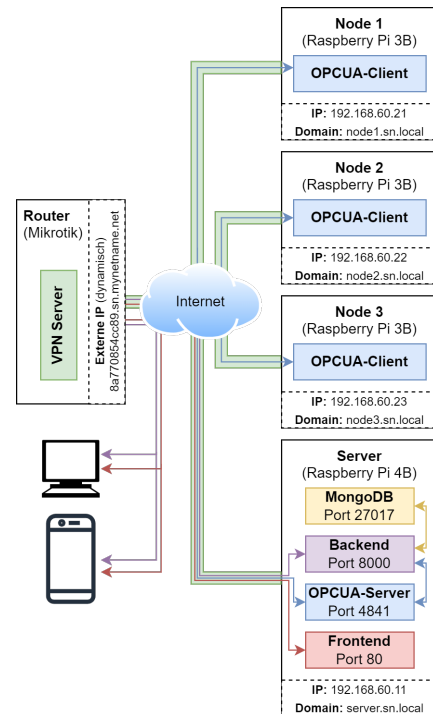 Node 1
(Raspberry Pi 3B)
OPCUA-Client
IP: 192.168.60.21
Domain: node1.sn.local
Node 2
(Raspberry Pi 3B)
OPCUA-Client
IP: 192.168.60.22
Domain: node2.sn.local
Router
(Mikrotik)
VPN Server
Externe IP (dynamisch)
8a770854cc89.sn.mynetname.net
Internet
Node 3
(Raspberry Pi 3B)
OPCUA-Client
IP: 192.168.60.23
Domain: node3.sn.local
Server
(Raspberry Pi 4B)
MongoDB
Port 27017
Backend
Port 8000
OPCUA-Server
Port 4841
Frontend
Port 80
IP: 192.168.60.11
Domain: server.sn.local